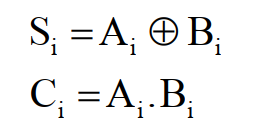 Sᵢ = Aᵢ ⊕ Bᵢ
Cᵢ = Aᵢ.Bᵢ